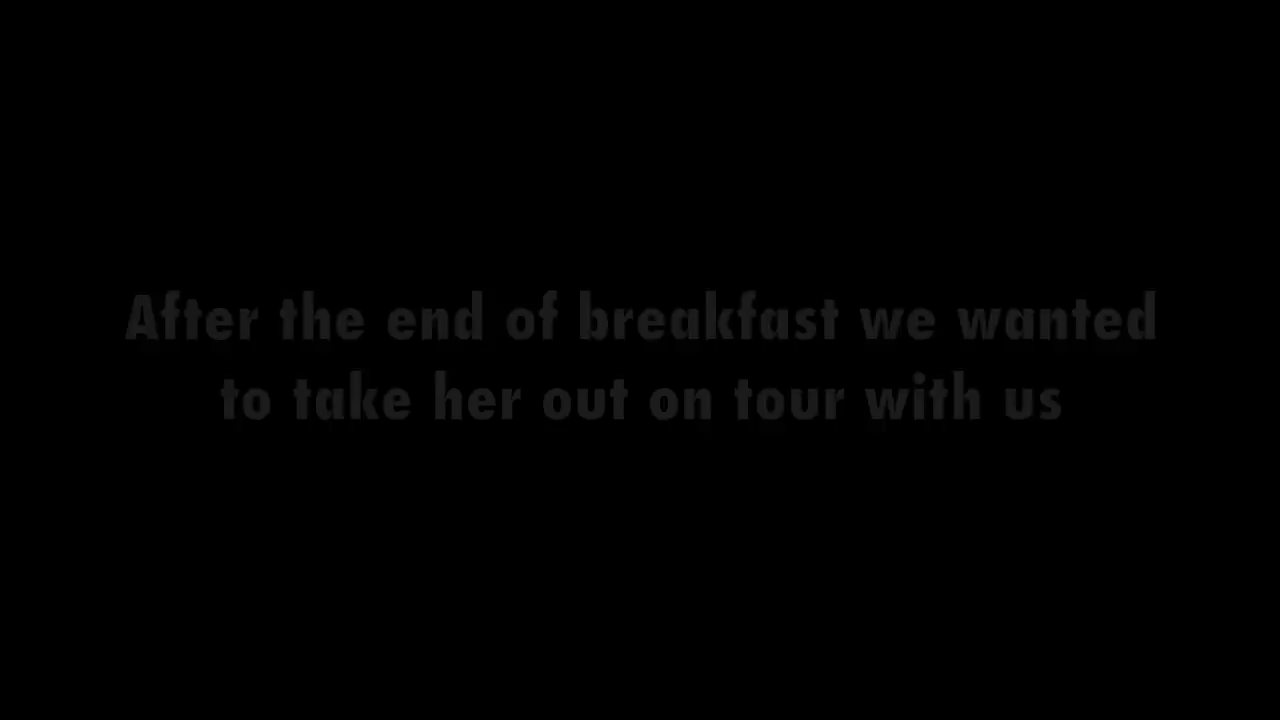 After the end of breakfast we wanted
to take her out on tour with us